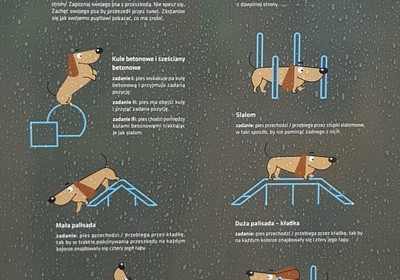 strony! Zapoznaj swojego psa z przeszkodą. Nie spiesz się.
Zachęć swojego psa by przekzedł przez tunel. Zastanów
się jak swojemu pupilowi pokazać, co ma zrobić.
Kule betonowe i sześciany
betonowe
zadanie I: pies wskakuje na kulę
betonową i przyjmuje zadaną
pozycję
zadanie II: pies ma obejść kulę
i przyjąć zadaną pozycję.
zadanie III: pies chodzi pomiędzy
kulami betonowymi traktując
je jak slalom.
Mała palisada
zadanie: pies przechodzi / przebiega przez kładkę,
tak by w trakcie pokonywania przeszkody na każdym
kolorze znajdowały się cztery jego łapy.
z dowolnej strony.
Slalom
zadanie: pies przechodzi / przebiega przez słupki slalomowe,
w taki sposób, by nie pominąć żadnego z nich.
Duża palisada – kładka
zadanie: pies przechodzi / przebiega przez kładkę, tak by na
każdym kolorze znajdowały się cztery jego łapy.